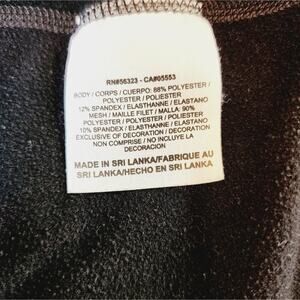 RN#56323 - CA#05553
BODY / CORPS / CUERPO: 88% POLYESTER /
POLYESTER / POLIESTER
12% SPANDEX / ELASTHANNE / ELASTANO
MESH / MAILLE FILET / MALLA: 90%
POLYESTER / POLYESTER / POLIESTER
10% SPANDEX / ELASTHANNE / ELASTANO
EXCLUSIVE OF DECORATION / DECORATION
NON COMPRISE / NO INCLUYE LA
DECORACION
MADE IN SRI LANKA/FABRIQUE AU
SRI LANKA/HECHO EN SRI LANKA